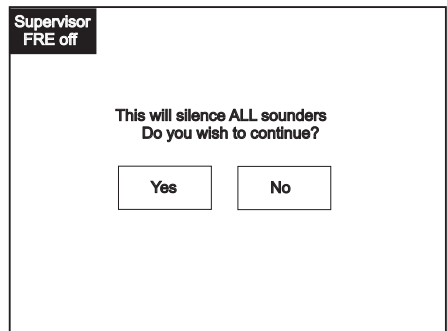 Supervisor
FRE off
This will silence ALL sounders
Do you wish to continue?
Yes
No